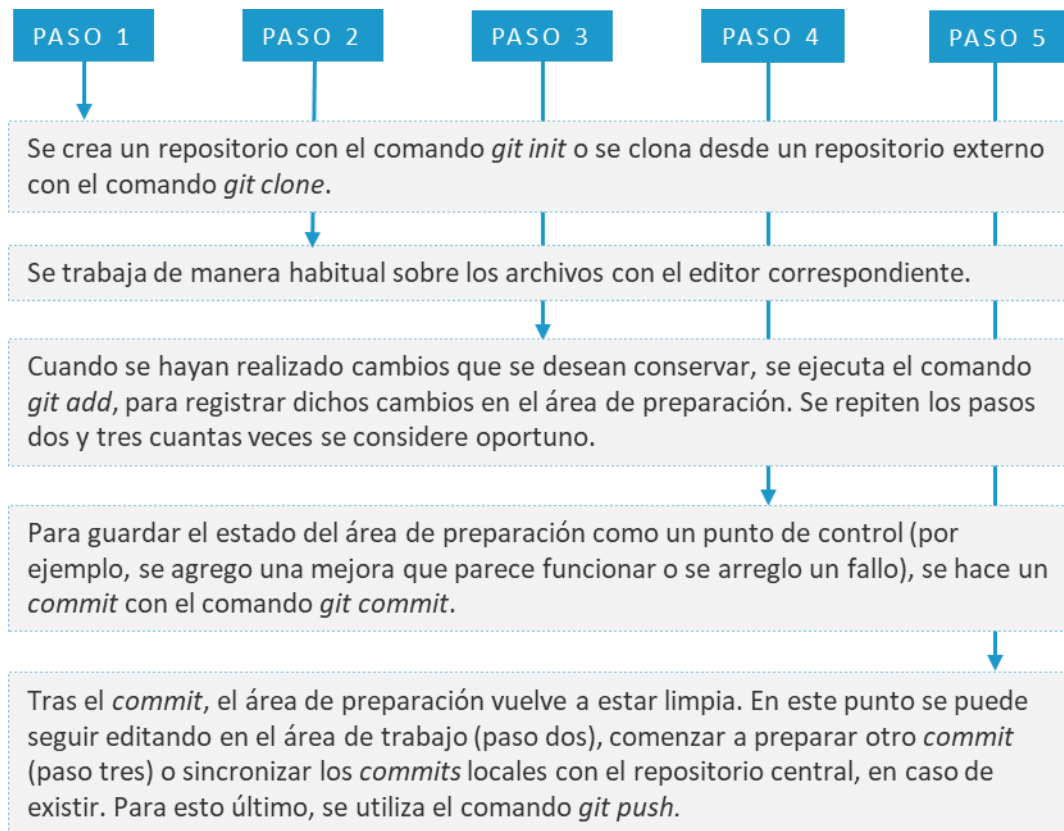 PASO 1
PASO 2
PASO 3
PASO 4
PASO 5
Se crea un repositorio con el comando git init o se clona desde un repositorio externo
con el comando git clone.
Se trabaja de manera habitual sobre los archivos con el editor correspondiente.
Cuando se hayan realizado cambios que se desean conservar, se ejecuta el comando
git add, para registrar dichos cambios en el área de preparación. Se repiten los pasos
dos y tres cuantas veces se considere oportuno.
Para guardar el estado del área de preparación como un punto de control (por
ejemplo, se agrego una mejora que parece funcionar o se arreglo un fallo), se hace un
commit con el comando git commit.
Tras el commit, el área de preparación vuelve a estar limpia. En este punto se puede
seguir editando en el área de trabajo (paso dos), comenzar a preparar otro commit
(paso tres) o sincronizar los commits locales con el repositorio central, en caso de
existir. Para esto último, se utiliza el comando git push.